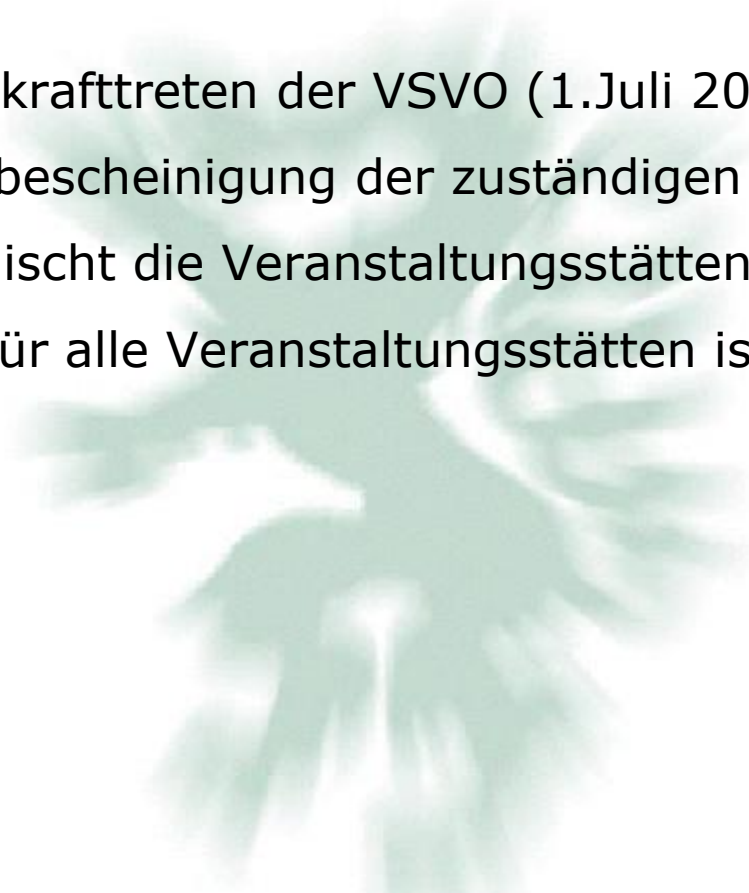 krafttreten der VSVO (1.Juli 20
bescheinigung der zuständigen
ischt die Veranstaltungsstätten
ür alle Veranstaltungsstätten is